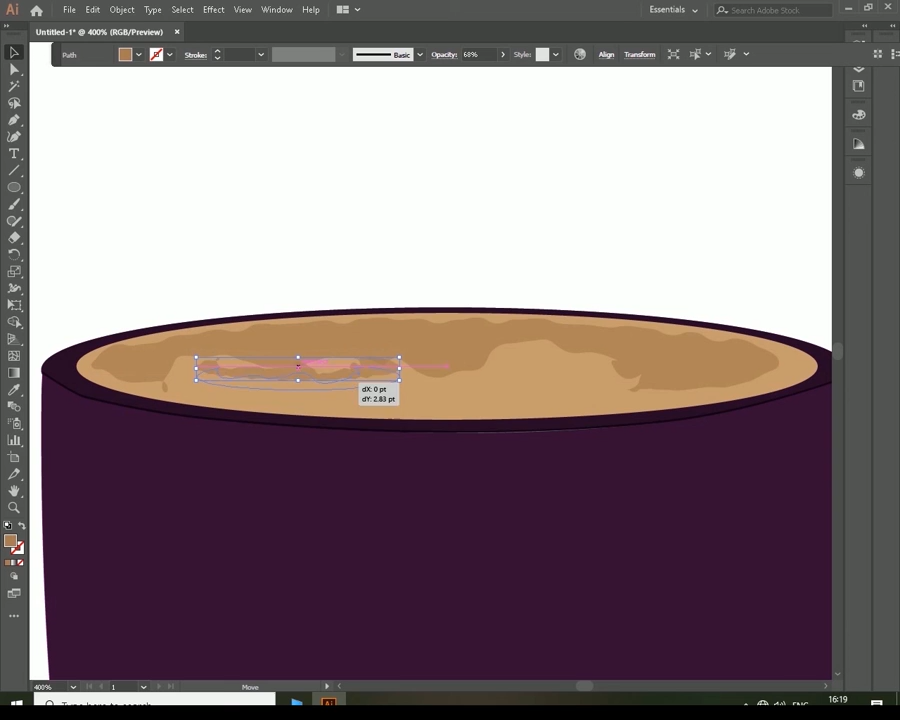 Ai File Edit Object Type Select Effect View Window Help Essentials Search Adobe Stock
Untitled-1* @ 400% (RGB/Preview) ×
Path Stroke: Basic Opacity: 68% Style: Align Transform
dX: 0 pt
dY: 2.83 pt
400% 1 Move
16:19